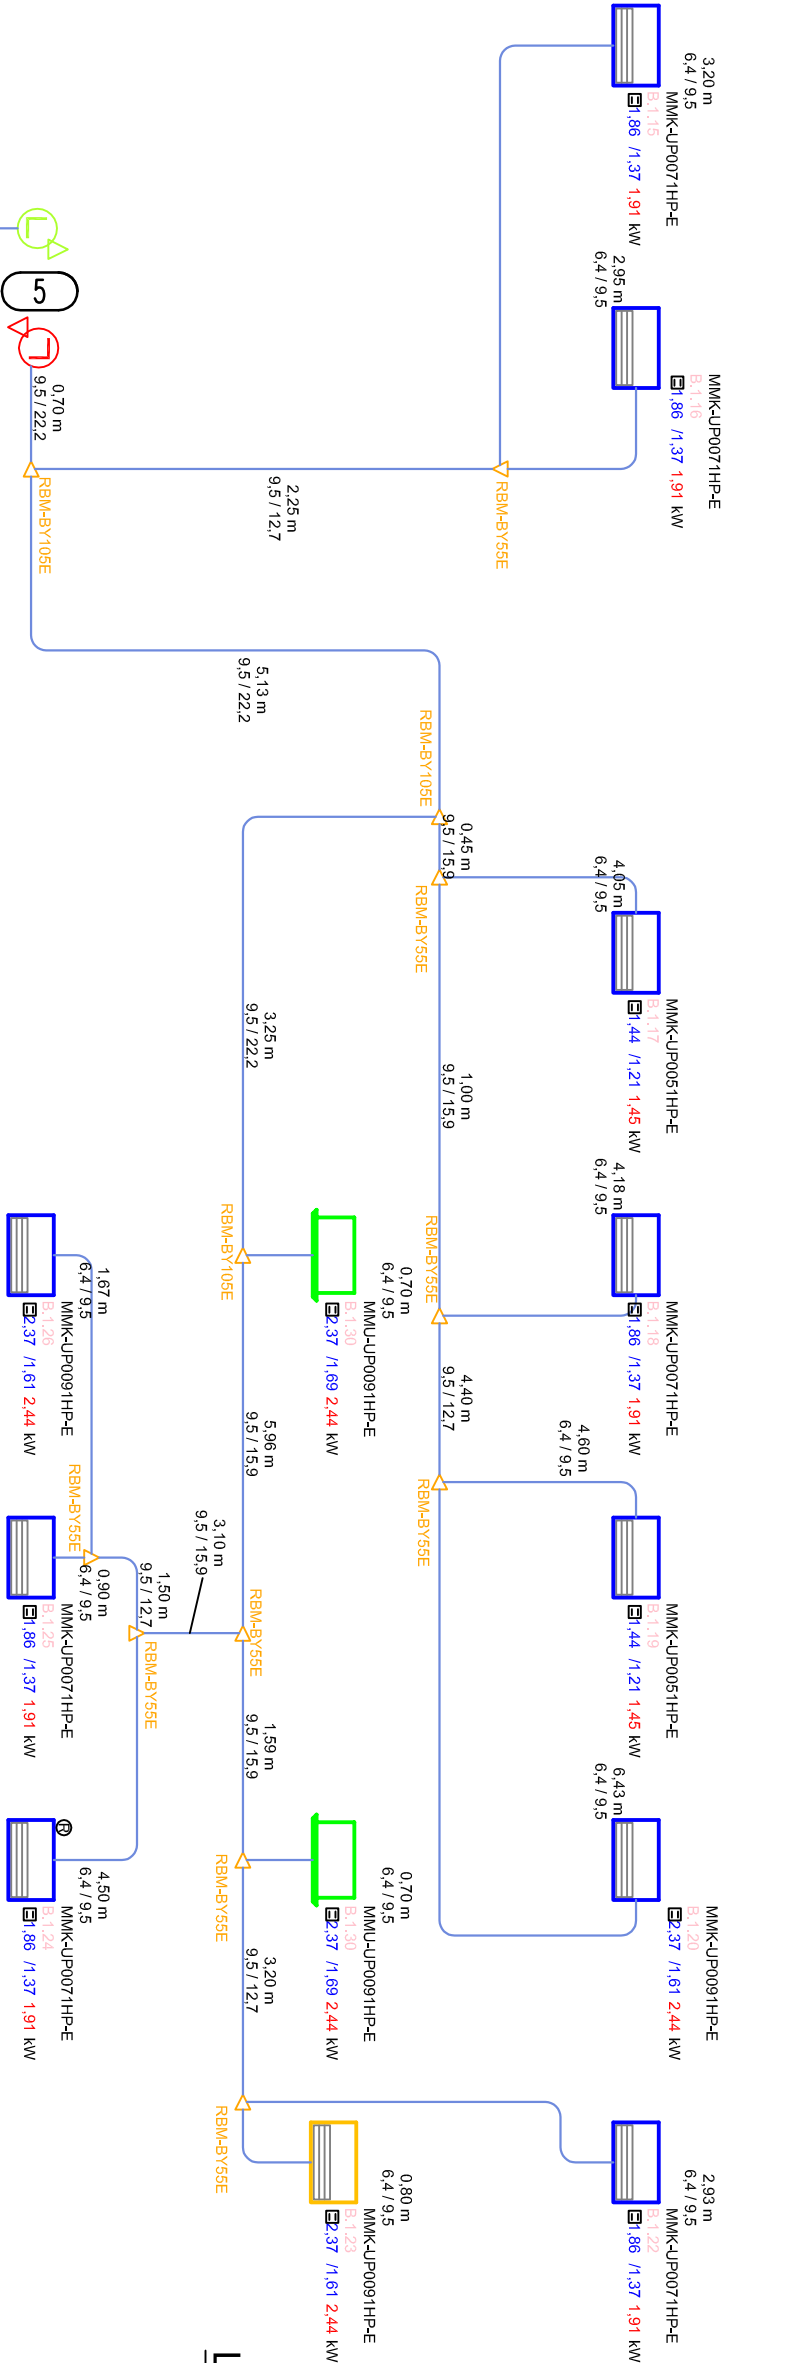 3,20 m
6,4 / 9,5
MMK-UP0071HP-E
B.1.15
1,86 /1,37 1,91 kW
2,95 m
6,4 / 9,5
MMK-UP0071HP-E
B.1.16
1,86 /1,37 1,91 kW
5
0,70 m
9,5 / 22,2
RBM-BY105E
2,25 m
9,5 / 12,7
RBM-BY55E
5,13 m
9,5 / 22,2
RBM-BY105E
0,45 m
9,5 / 15,9
RBM-BY55E
4,05 m
6,4 / 9,5
MMK-UP0051HP-E
B.1.17
1,44 /1,21 1,45 kW
3,25 m
9,5 / 22,2
1,00 m
9,5 / 15,9
4,18 m
6,4 / 9,5
MMK-UP0071HP-E
B.1.18
1,86 /1,37 1,91 kW
RBM-BY55E
RBM-BY105E
0,70 m
6,4 / 9,5
MMU-UP0091HP-E
B.1.30
2,37 /1,69 2,44 kW
1,67 m
6,4 / 9,5
MMK-UP0091HP-E
B.1.26
2,37 /1,61 2,44 kW
4,40 m
9,5 / 12,7
RBM-BY55E
4,60 m
6,4 / 9,5
MMK-UP0051HP-E
B.1.19
1,44 /1,21 1,45 kW
5,96 m
9,5 / 15,9
3,10 m
9,5 / 15,9
RBM-BY55E
RBM-BY55E
1,50 m
9,5 / 12,7
RBM-BY55E
0,90 m
6,4 / 9,5
MMK-UP0071HP-E
B.1.25
1,86 /1,37 1,91 kW
1,59 m
9,5 / 15,9
6,43 m
6,4 / 9,5
MMK-UP0091HP-E
B.1.20
2,37 /1,61 2,44 kW
0,70 m
6,4 / 9,5
MMU-UP0091HP-E
B.1.30
2,37 /1,69 2,44 kW
RBM-BY55E
R
4,50 m
6,4 / 9,5
MMK-UP0071HP-E
B.1.24
1,86 /1,37 1,91 kW
3,20 m
9,5 / 12,7
RBM-BY55E
2,93 m
6,4 / 9,5
MMK-UP0071HP-E
B.1.22
1,86 /1,37 1,91 kW
0,80 m
6,4 / 9,5
MMK-UP0091HP-E
B.1.23
2,37 /1,61 2,44 kW